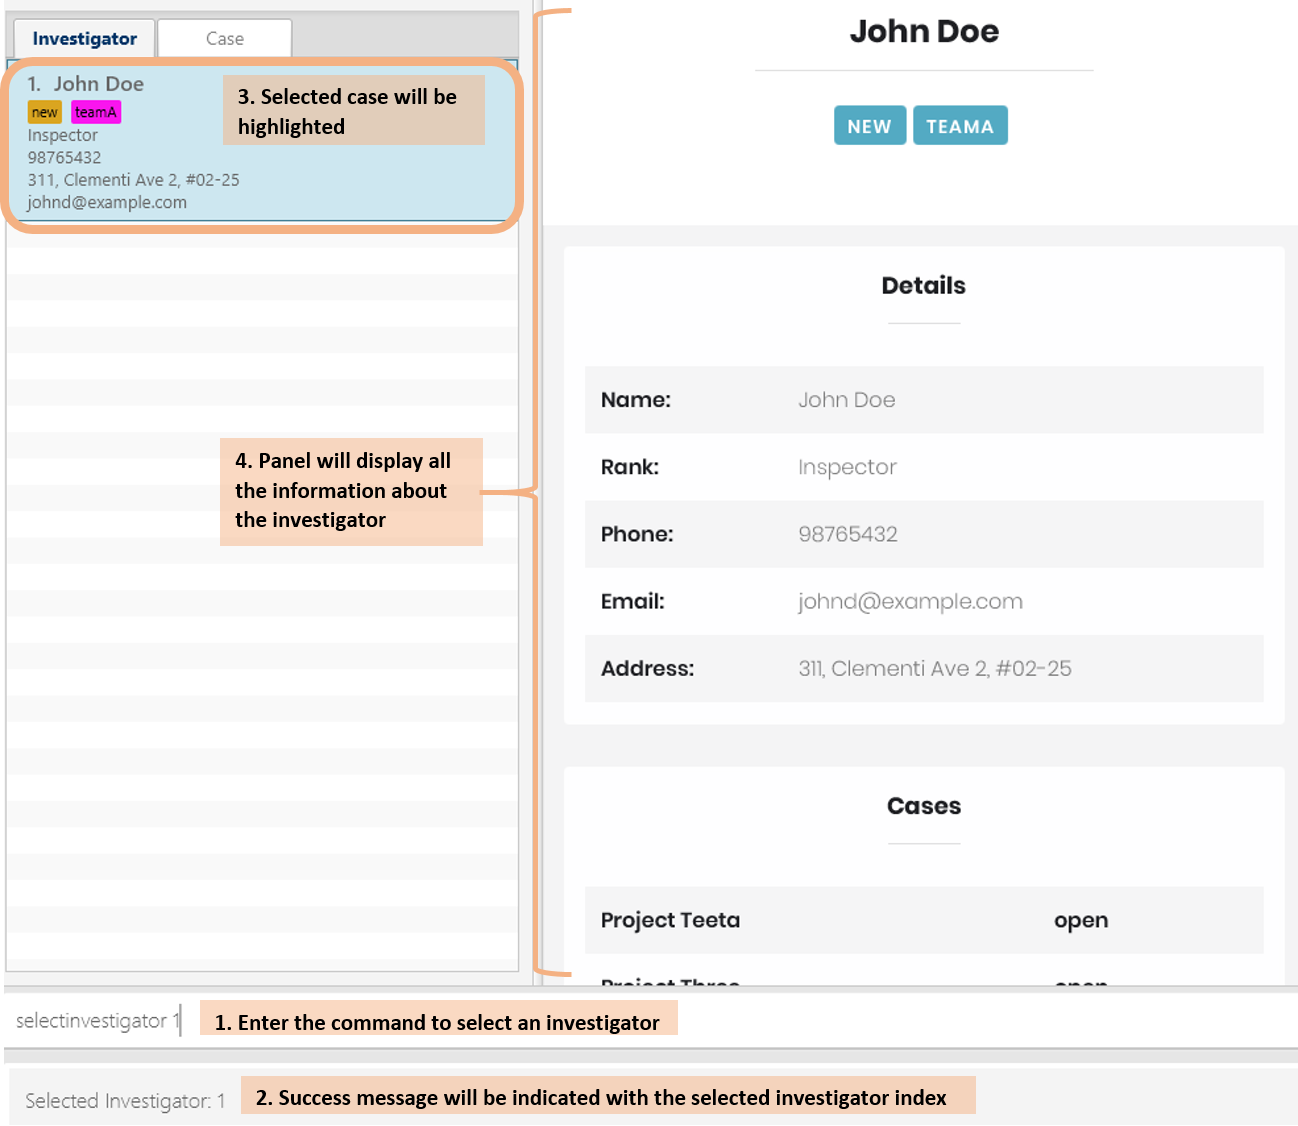 Investigator
Case
1. John Doe
new teamA
Inspector
98765432
311, Clementi Ave 2, #02-25
johnd@example.com
3. Selected case will be
highlighted
4. Panel will display all
the information about
the investigator
John Doe
NEW TEAMA
Details
Name: John Doe
Rank: Inspector
Phone: 98765432
Email: johnd@example.com
Address: 311, Clementi Ave 2, #02-25
Cases
Project Teeta open
Project Three open
selectinvestigator 1
1. Enter the command to select an investigator
Selected Investigator: 1
2. Success message will be indicated with the selected investigator index